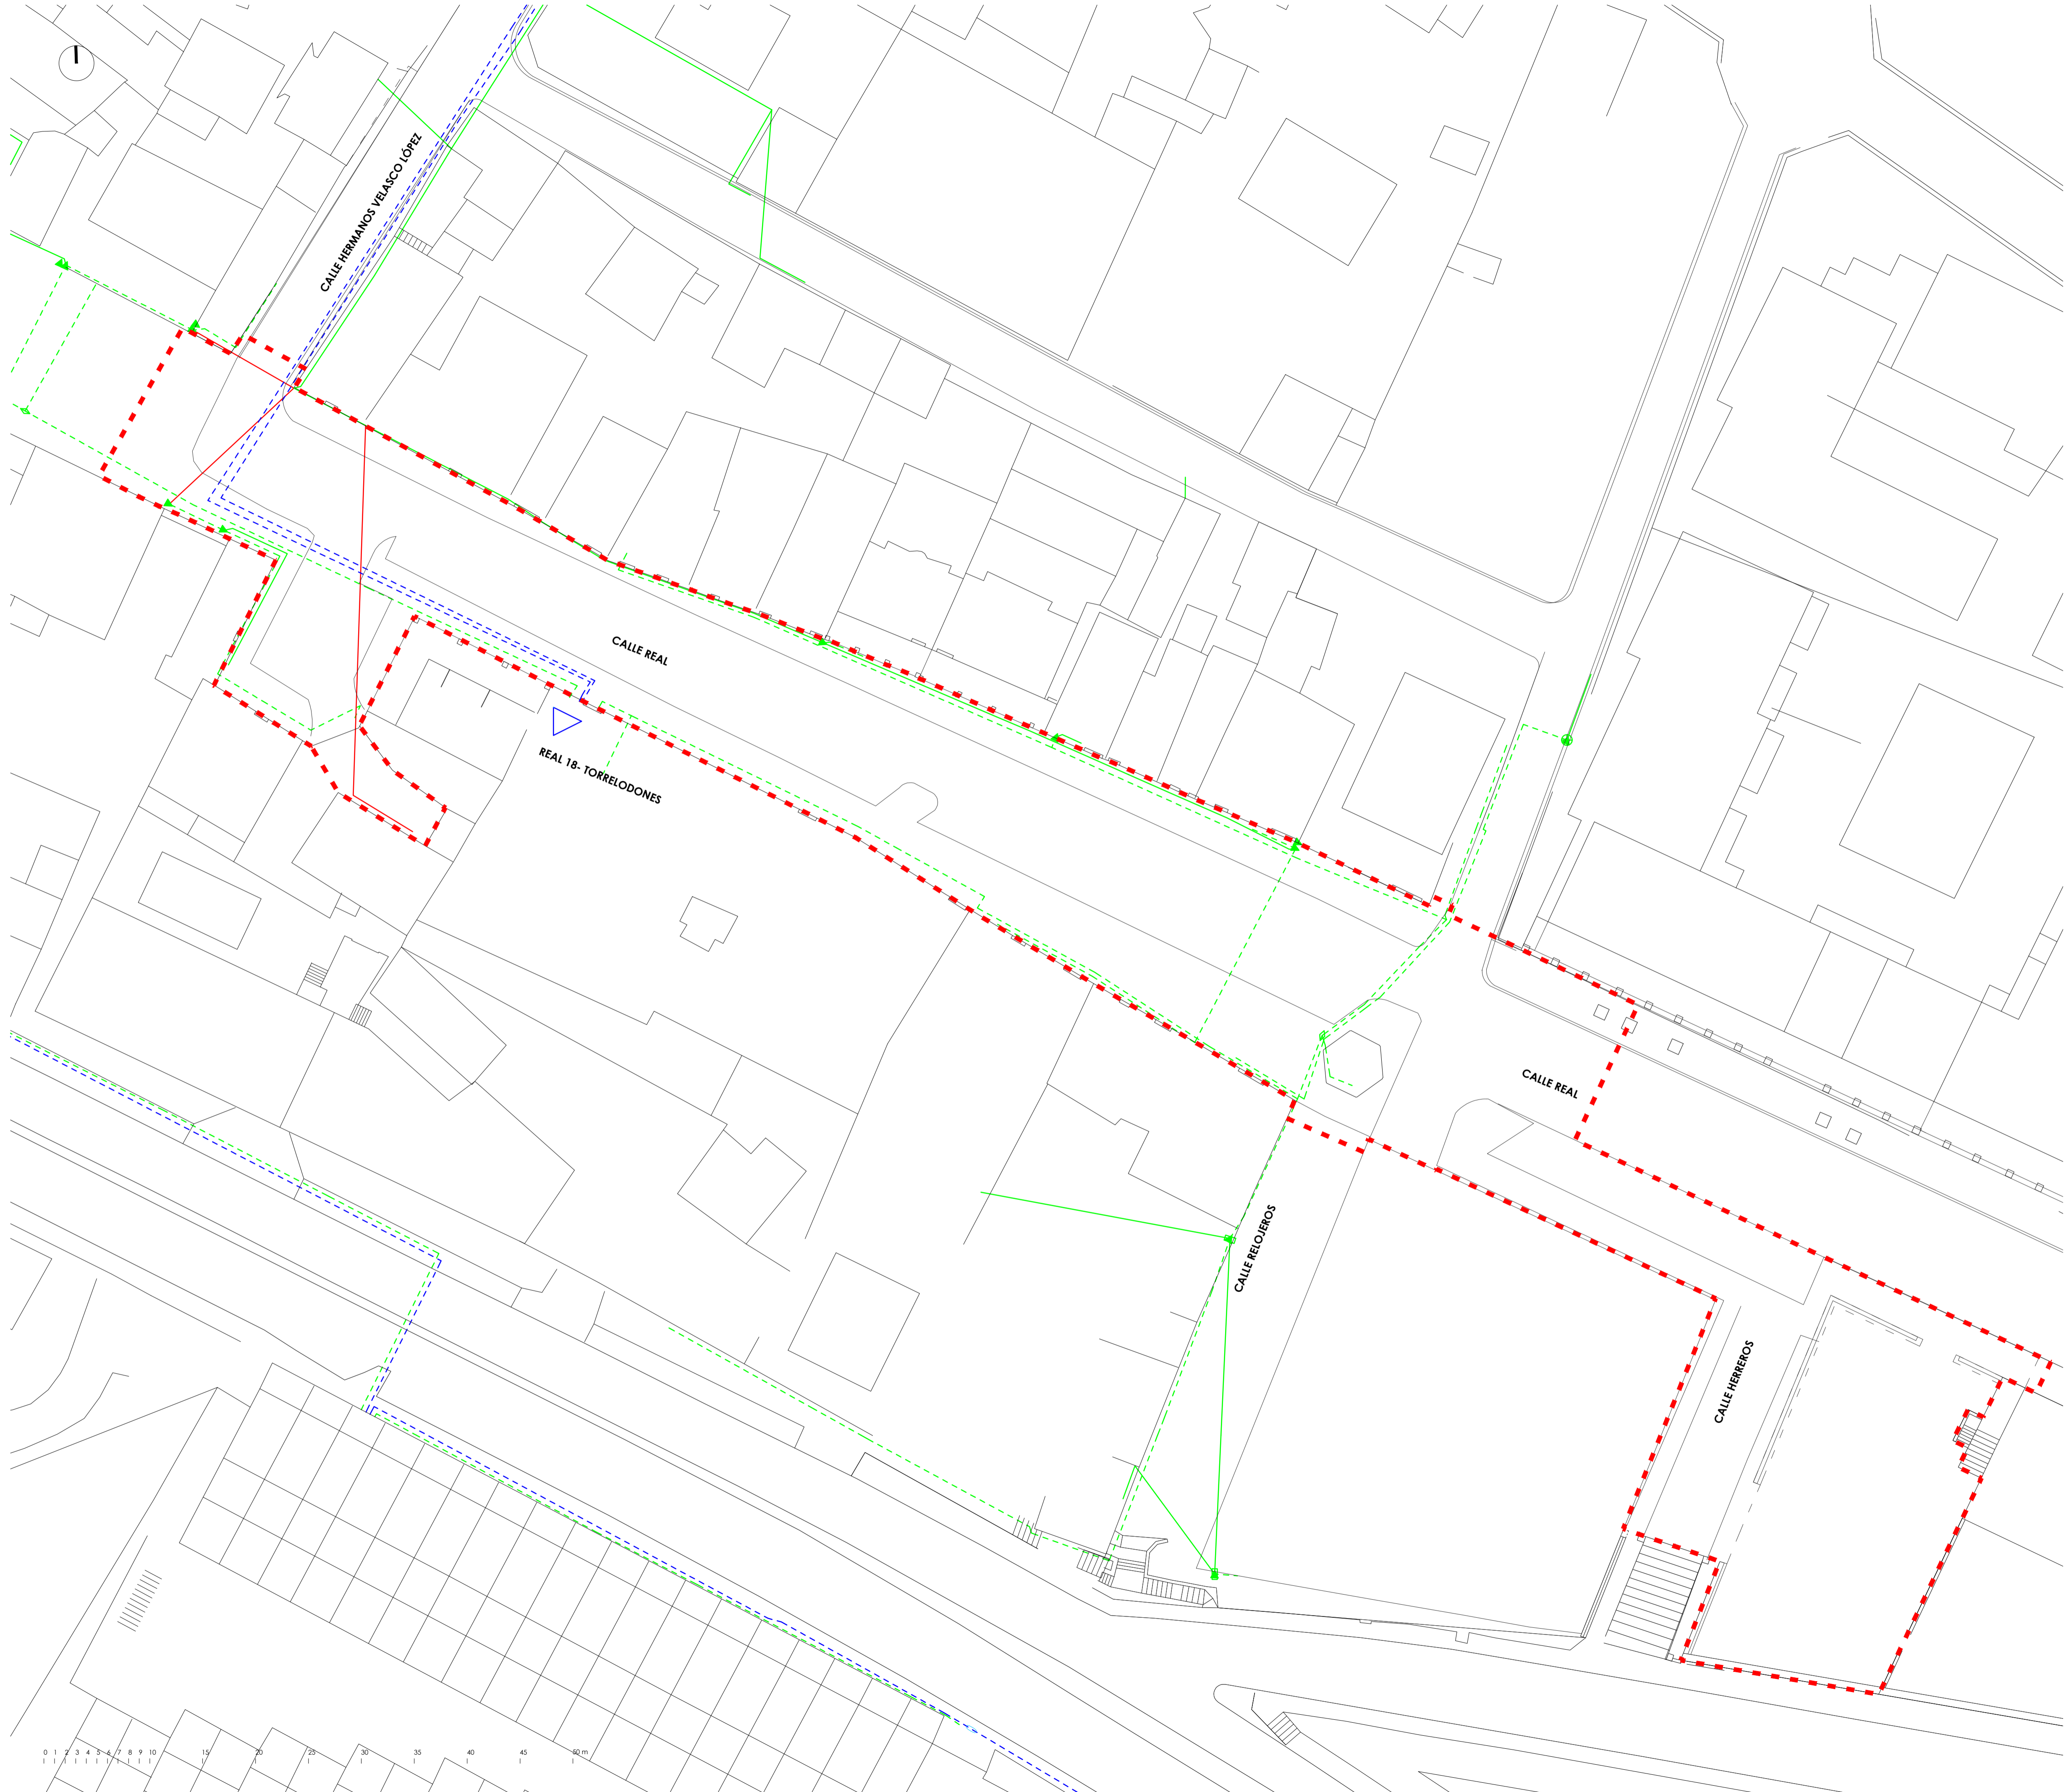 CALLE HERMANOS VELASCO LÓPEZ
CALLE REAL
REAL 18- TORRELODONES
CALLE REAL
CALLE RELOJEROS
CALLE HERREROS
0 1 2 3 4 5 6 7 8 9 10 15 20 25 30 35 40 45 50 m